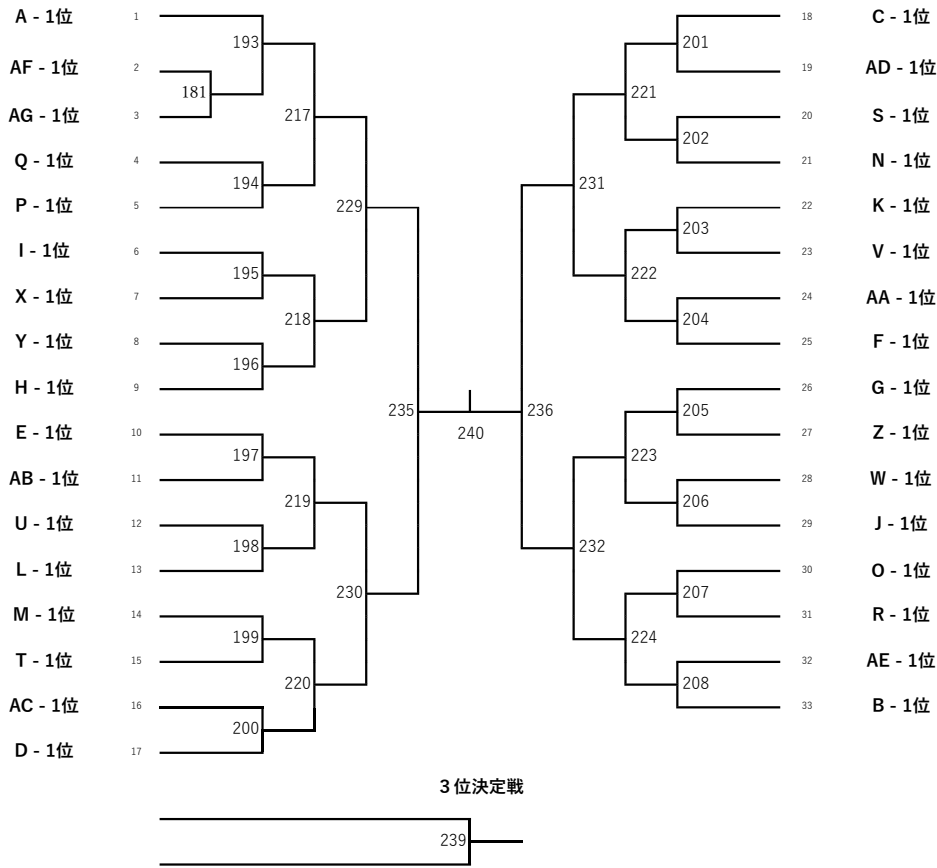 A - 1位 1
193
AF - 1位 2
181
AG - 1位 3
217
Q - 1位 4
194
P - 1位 5
229
I - 1位 6
195
X - 1位 7
218
Y - 1位 8
196
H - 1位 9
235
E - 1位 10
197
AB - 1位 11
219
U - 1位 12
198
L - 1位 13
230
M - 1位 14
199
T - 1位 15
220
AC - 1位 16
200
D - 1位 17
240
18 C - 1位
201
19 AD - 1位
221
20 S - 1位
202
21 N - 1位
231
22 K - 1位
203
23 V - 1位
222
24 AA - 1位
204
25 F - 1位
236
26 G - 1位
205
27 Z - 1位
223
28 W - 1位
206
29 J - 1位
232
30 O - 1位
207
31 R - 1位
224
32 AE - 1位
208
33 B - 1位
３位決定戦
239